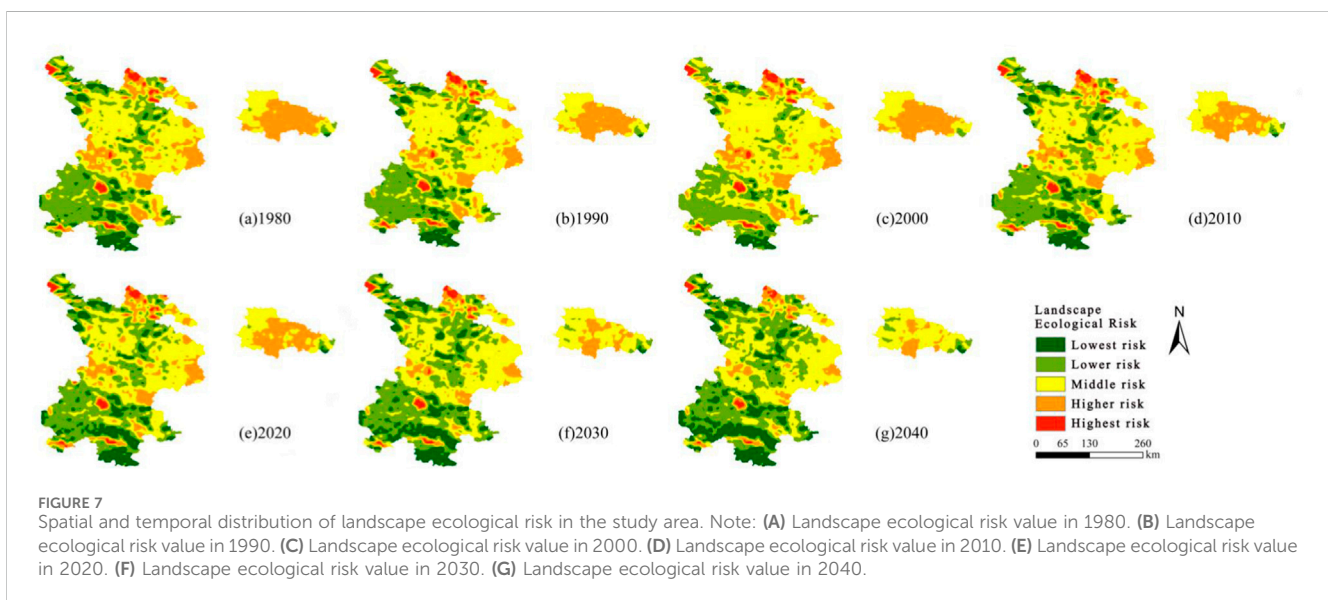 (a)1980
(b)1990
(c)2000
(d)2010
(e)2020
(f)2030
(g)2040
Landscape
Ecological Risk
Lowest risk
Lower risk
Middle risk
Higher risk
Highest risk
N
0 65 130 260
km
FIGURE 7
Spatial and temporal distribution of landscape ecological risk in the study area. Note: (A) Landscape ecological risk value in 1980. (B) Landscape
ecological risk value in 1990. (C) Landscape ecological risk value in 2000. (D) Landscape ecological risk value in 2010. (E) Landscape ecological risk value
in 2020. (F) Landscape ecological risk value in 2030. (G) Landscape ecological risk value in 2040.